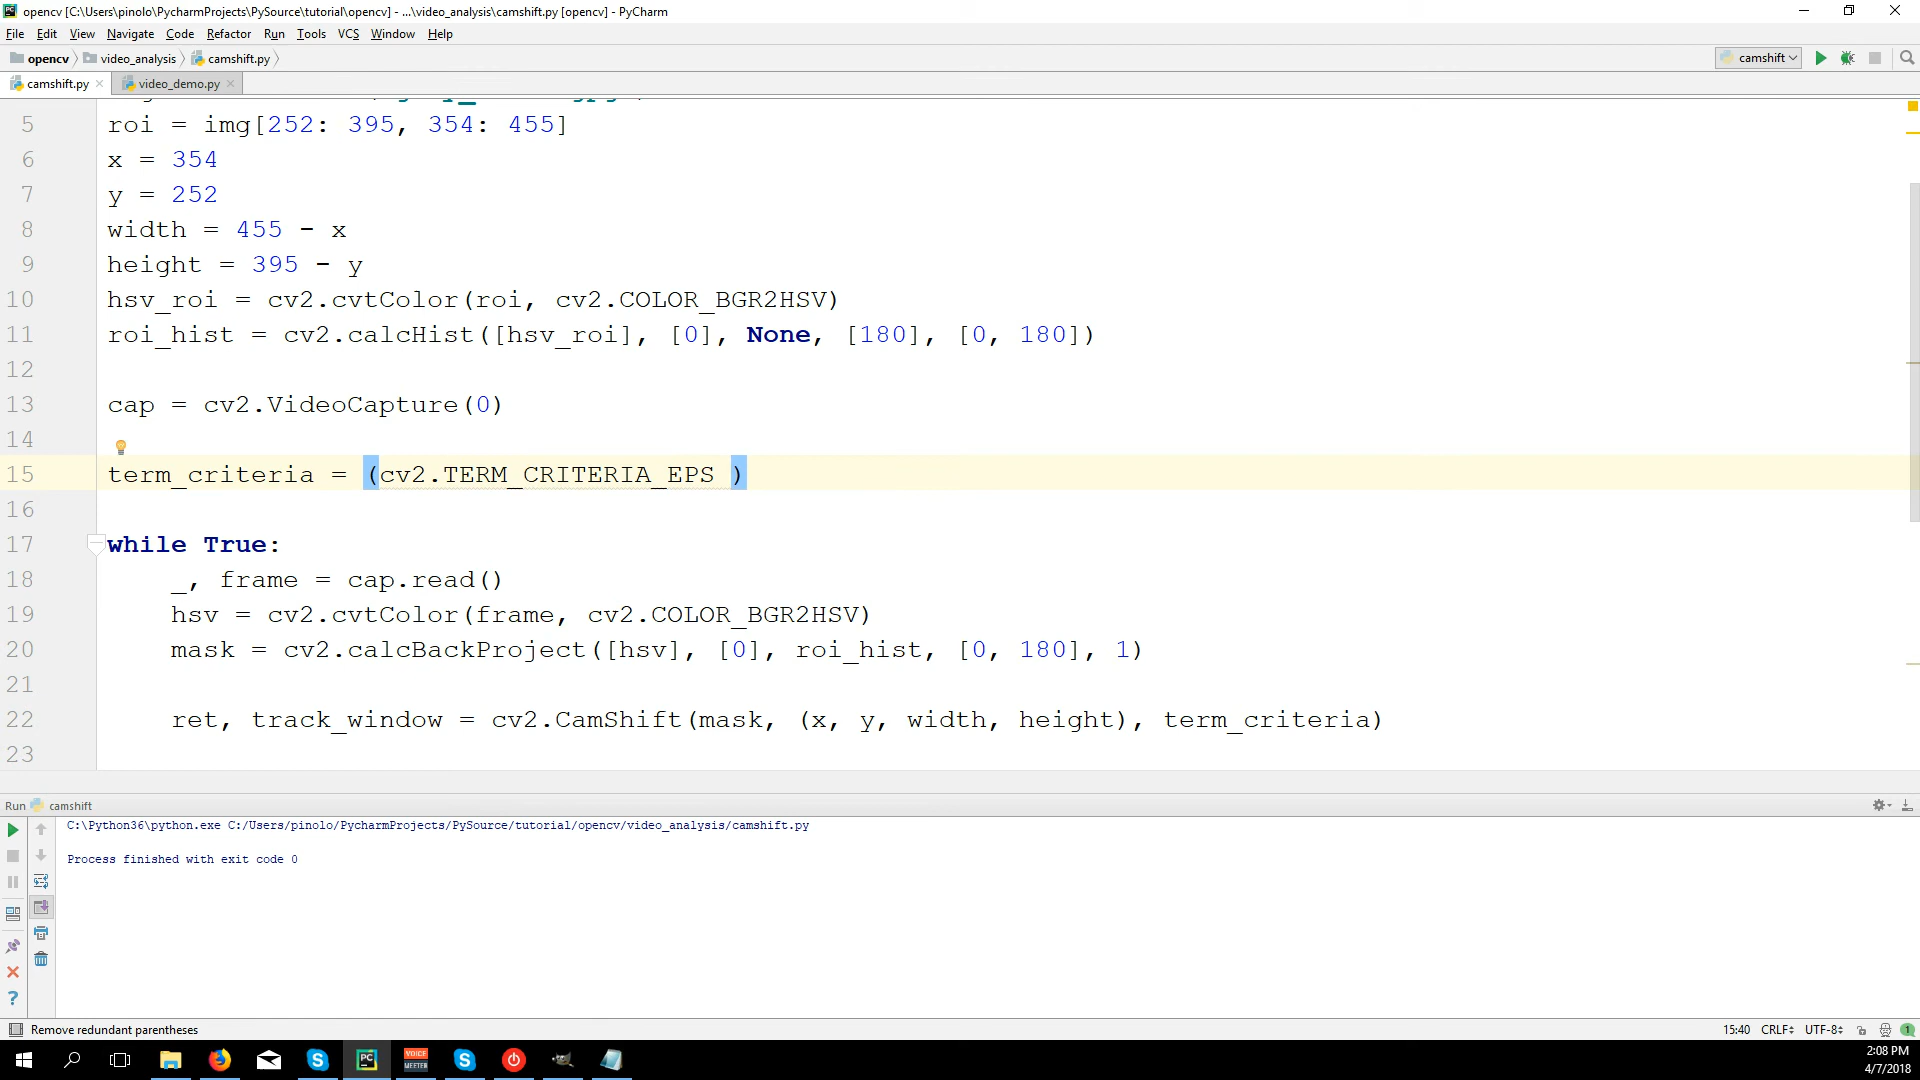 opencv [C:\Users\pinolo\PycharmProjects\PySource\tutorial\opencv] - ...\video_analysis\camshift.py [opencv] - PyCharm
File Edit View Navigate Code Refactor Run Tools VCS Window Help
opencv video_analysis camshift.py camshift
camshift.py video_demo.py
5 roi = img[252: 395, 354: 455]
6 x = 354
7 y = 252
8 width = 455 - x
9 height = 395 - y
10 hsv_roi = cv2.cvtColor(roi, cv2.COLOR_BGR2HSV)
11 roi_hist = cv2.calcHist([hsv_roi], [0], None, [180], [0, 180])
12
13 cap = cv2.VideoCapture(0)
14
15 term_criteria = (cv2.TERM_CRITERIA_EPS )
16
17 while True:
18 _, frame = cap.read()
19 hsv = cv2.cvtColor(frame, cv2.COLOR_BGR2HSV)
20 mask = cv2.calcBackProject([hsv], [0], roi_hist, [0, 180], 1)
21
22 ret, track_window = cv2.CamShift(mask, (x, y, width, height), term_criteria)
23
Run camshift
C:\Python36\python.exe C:/Users/pinolo/PycharmProjects/PySource/tutorial/opencv/video_analysis/camshift.py
Process finished with exit code 0
Remove redundant parentheses 15:40 CRLF UTF-8 1
VOICE
MEETER
2:08 PM
4/7/2018